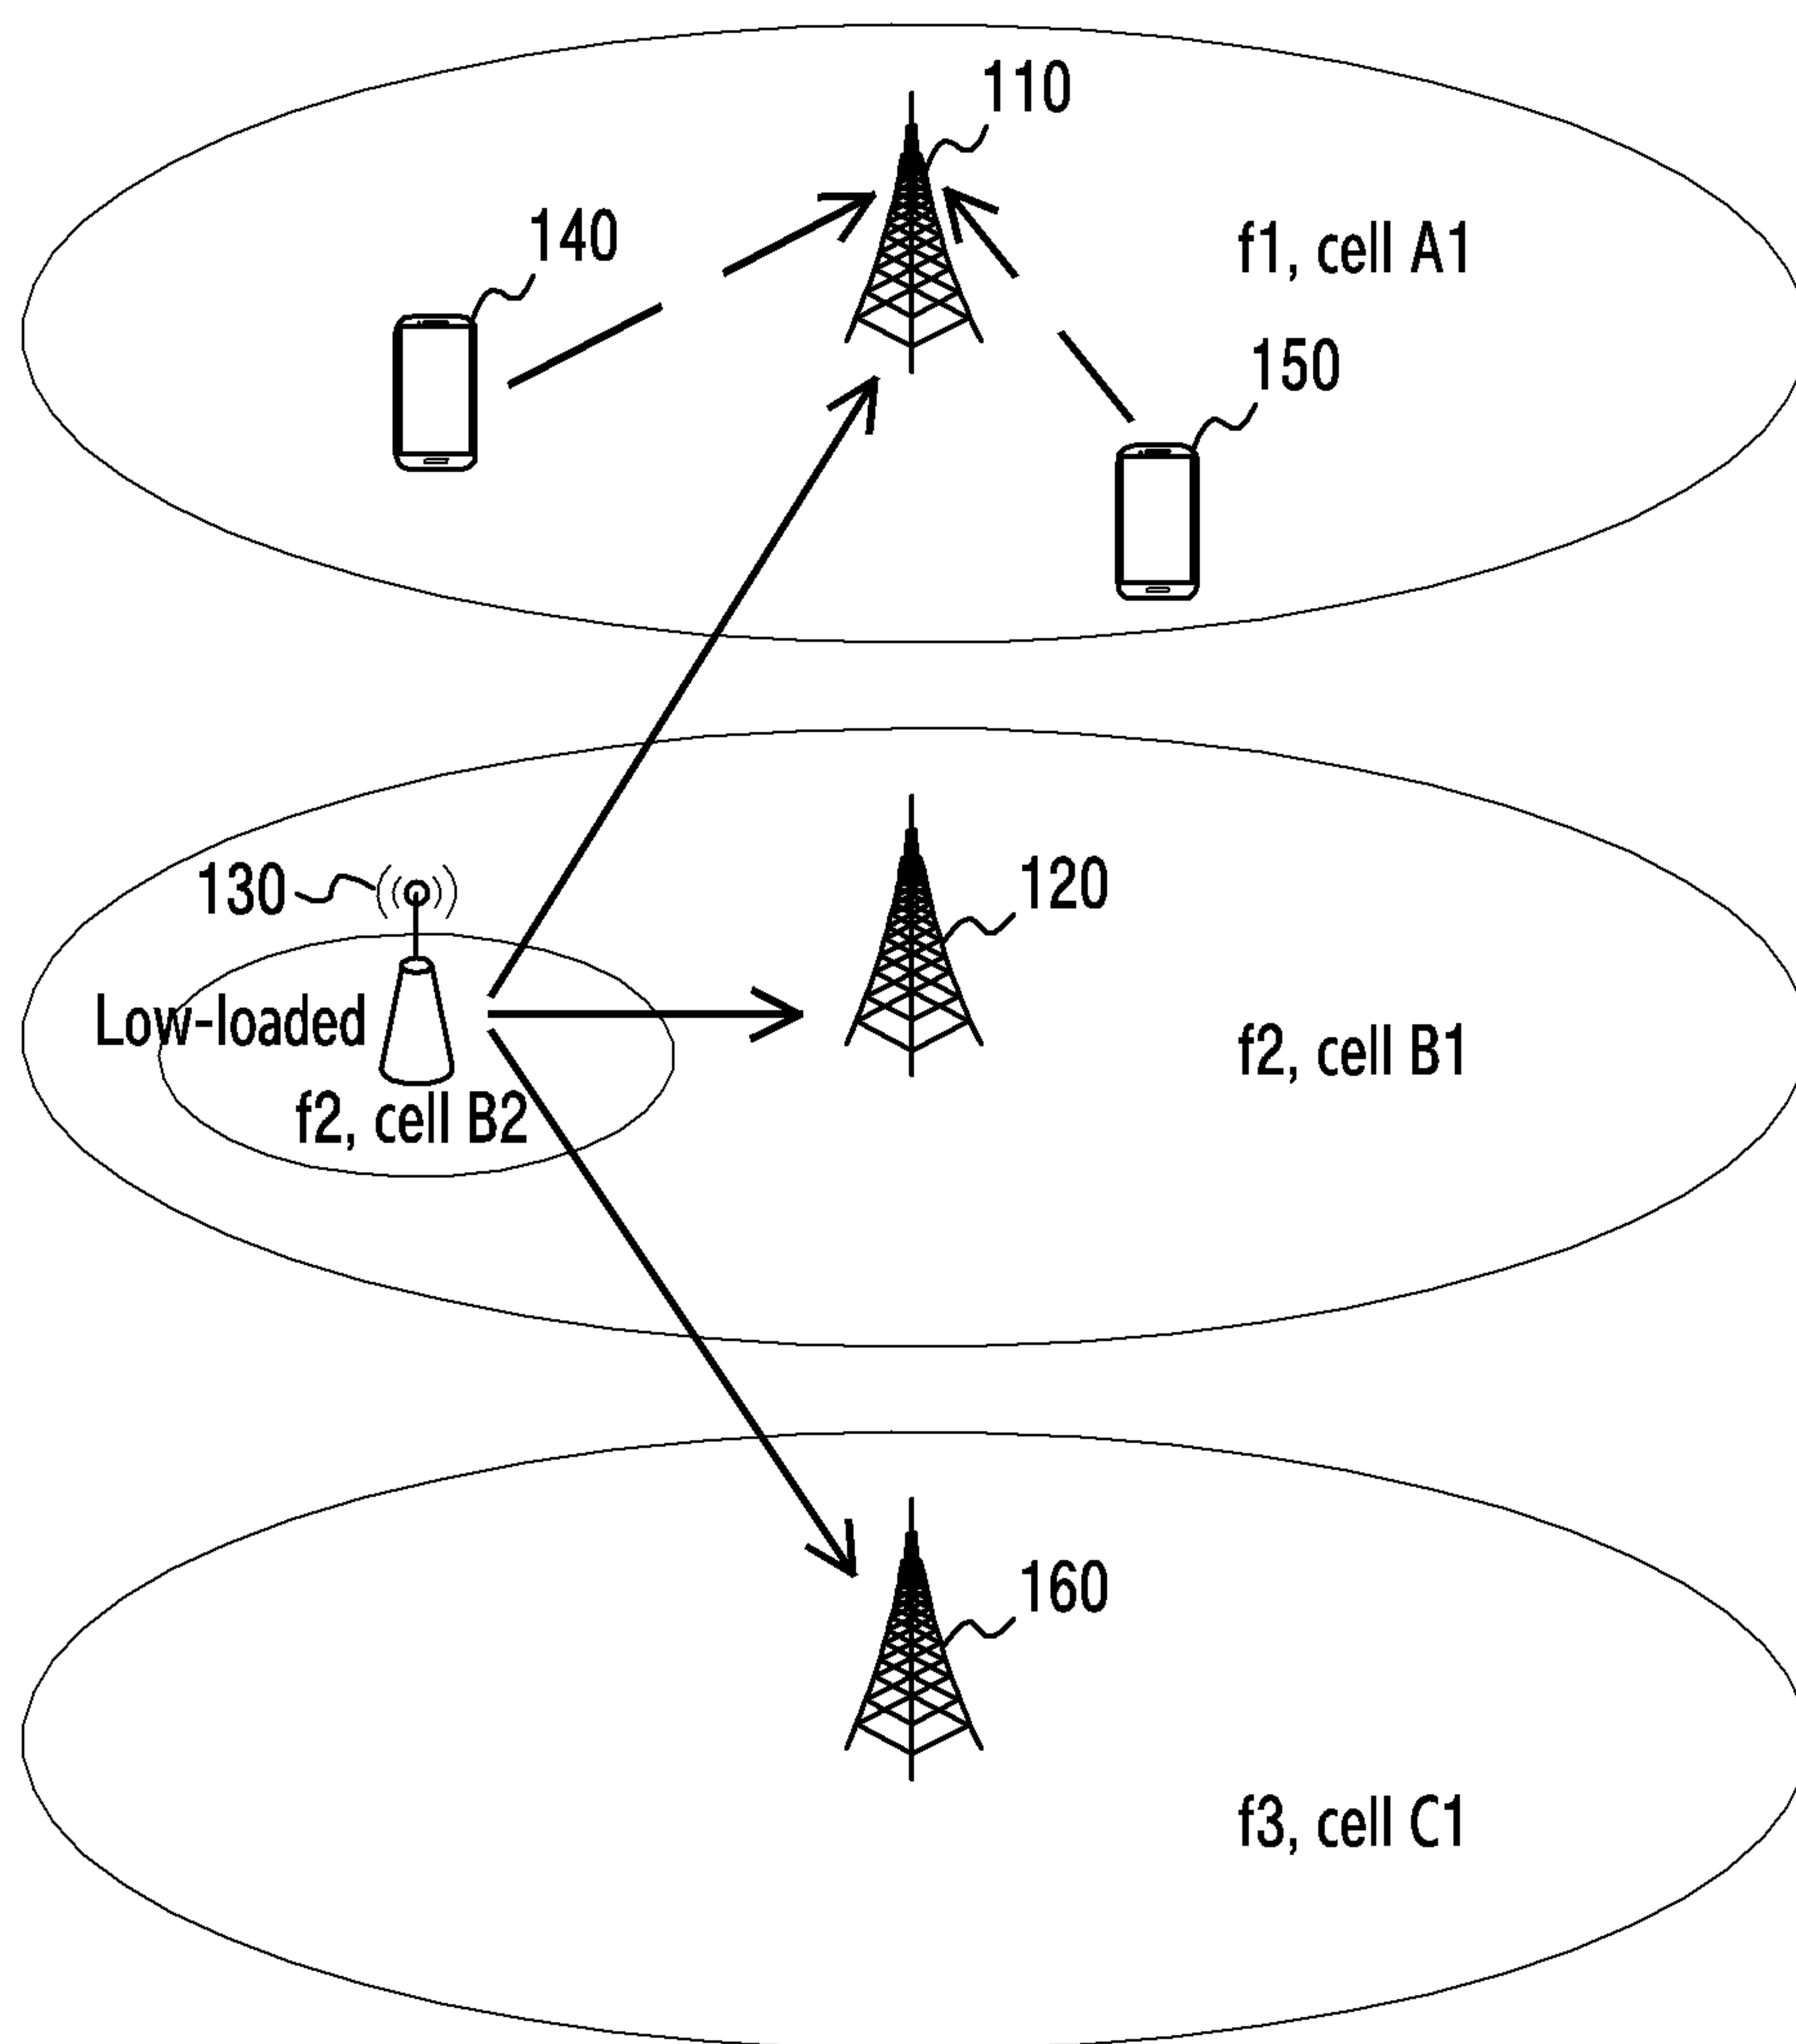 110
140
f1, cell A1
150
130
120
Low-loaded
f2, cell B1
f2, cell B2
160
f3, cell C1